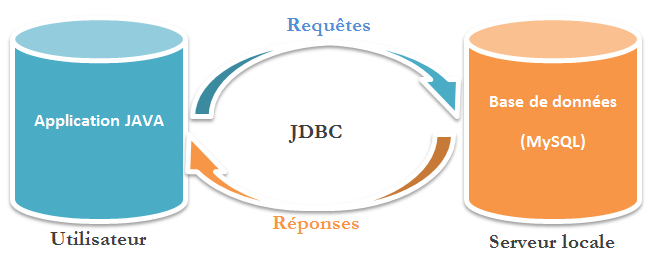 Requêtes
Application JAVA
JDBC
Base de données
(MySQL)
Réponses
Utilisateur
Serveur locale